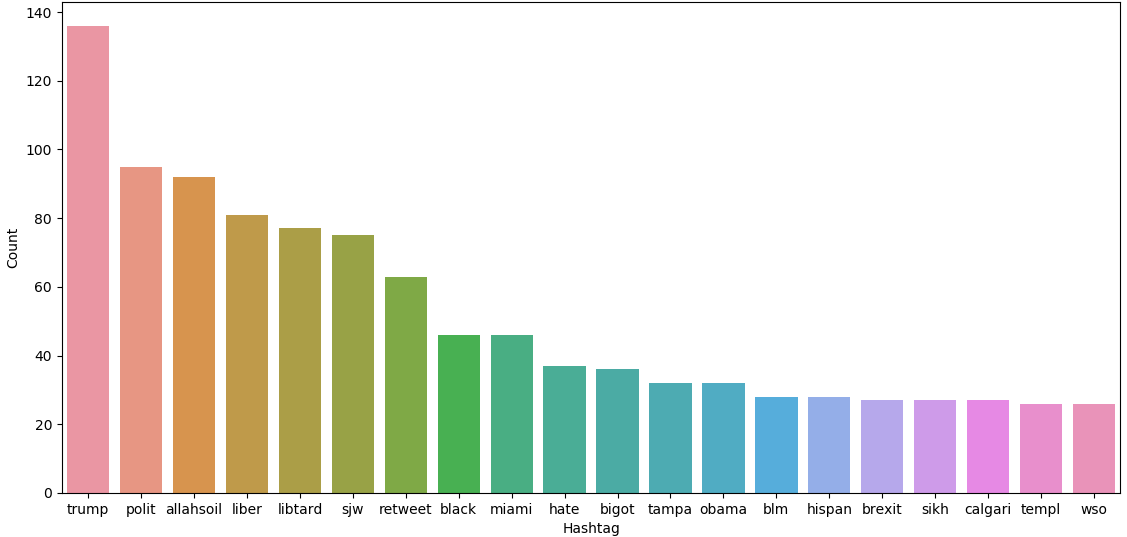 140
120
100
80
60
40
20
0
Count
trump polit allahsoil liber libtard sjw retweet black miami hate bigot tampa obama blm hispan brexit sikh calgari templ wso
Hashtag